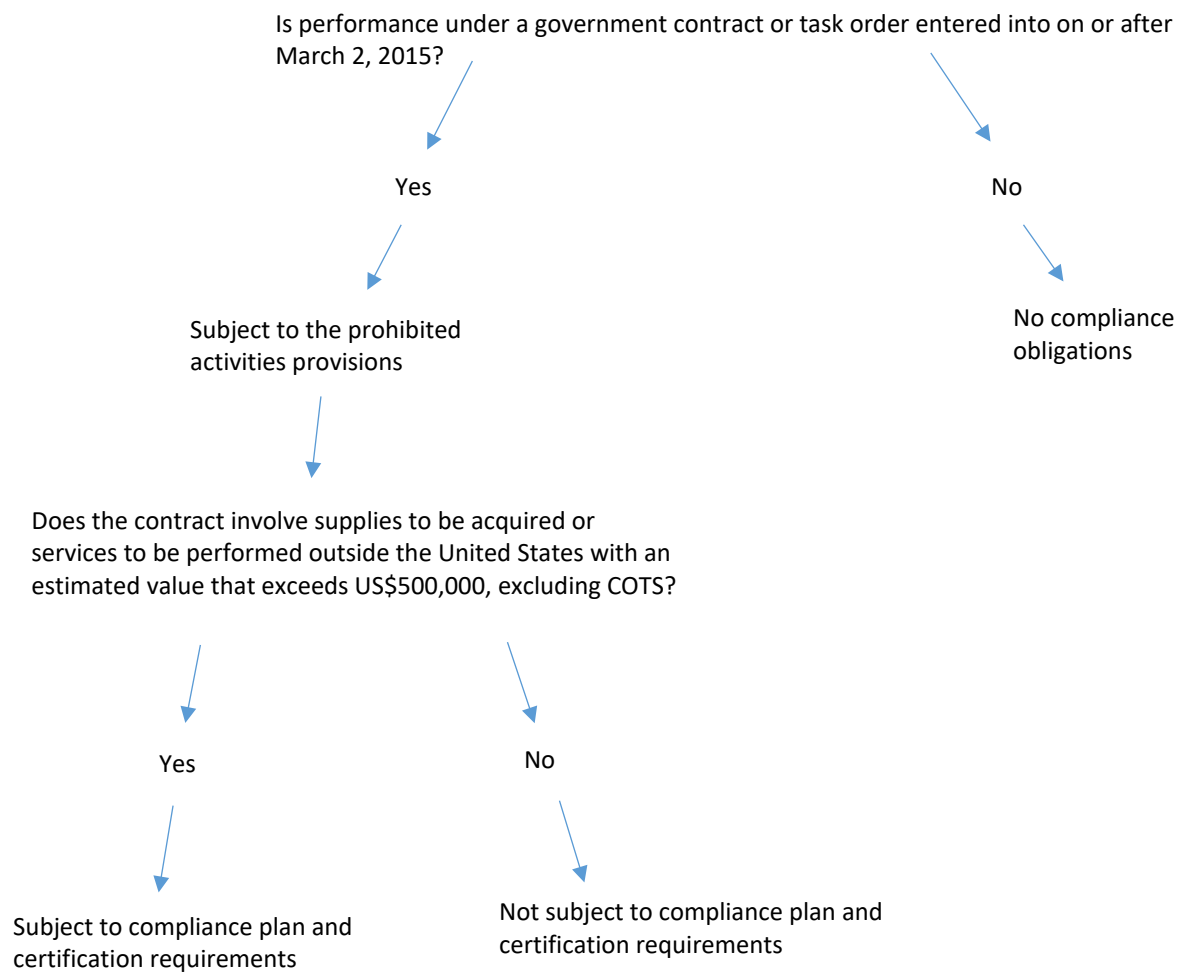 Is performance under a government contract or task order entered into on or after
March 2, 2015?
Yes
No
Subject to the prohibited
activities provisions
No compliance
obligations
Does the contract involve supplies to be acquired or
services to be performed outside the United States with an
estimated value that exceeds US$500,000, excluding COTS?
Yes
No
Subject to compliance plan and
certification requirements
Not subject to compliance plan and
certification requirements